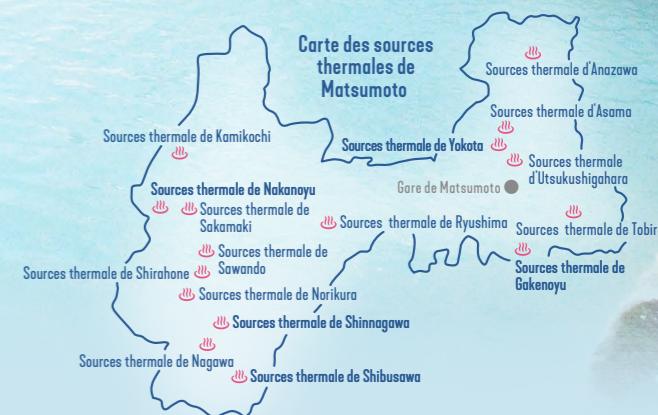 Carte des sources
thermales de
Matsumoto
Sources thermale d'Anazawa
Sources thermale d'Asama
Sources thermale de Kamikochi
Sources thermale de Yokota
Sources thermale
d'Utsukushigahara
Sources thermale de Nakanoyu
Gare de Matsumoto
Sources thermale de
Sakamaki
Sources thermale de Ryushima
Sources thermale de Tobir
Sources thermale de
Sawando
Sources thermale de Shirahone
Sources thermale de
Gakenoyu
Sources thermale de Norikura
Sources thermale de Shinnagawa
Sources thermale de Nagawa
Sources thermale de Shibusawa